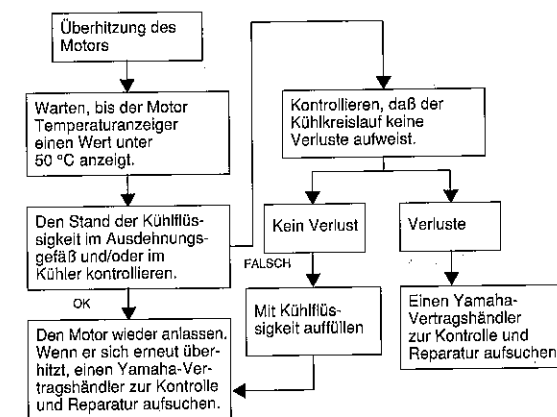 Überhitzung des
Motors
Warten, bis der Motor
Temperaturanzeiger
einen Wert unter
50 °C anzeigt.
Den Stand der Kühlflüs-
sigkeit im Ausdehnungs-
gefäß und/oder im
Kühler kontrollieren.
OK
Den Motor wieder anlassen.
Wenn er sich erneut über-
hitzt, einen Yamaha-Ver-
tragshändler zur Kontrolle
und Reparatur aufsuchen.
FALSCH
Kontrollieren, daß der
Kühlkreislauf keine
Verluste aufweist.
Kein Verlust
Mit Kühlflüs-
sigkeit auffüllen
Verluste
Einen Yamaha-
Vertragshändler
zur Kontrolle und
Reparatur aufsuchen